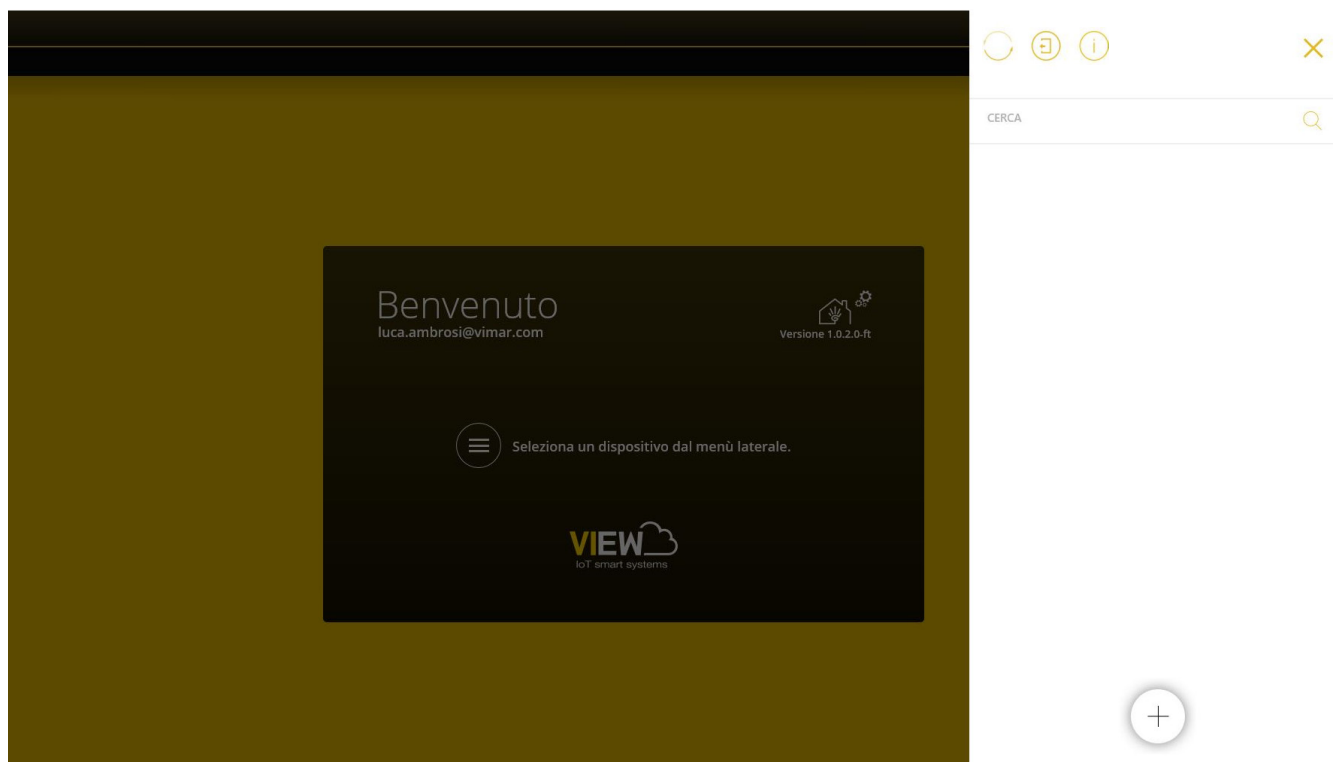 CERCA
Benvenuto
luca.ambrosi@vimar.com
Versione 1.0.2.0-ft
Seleziona un dispositivo dal menù laterale.
VIEW
IoT smart systems